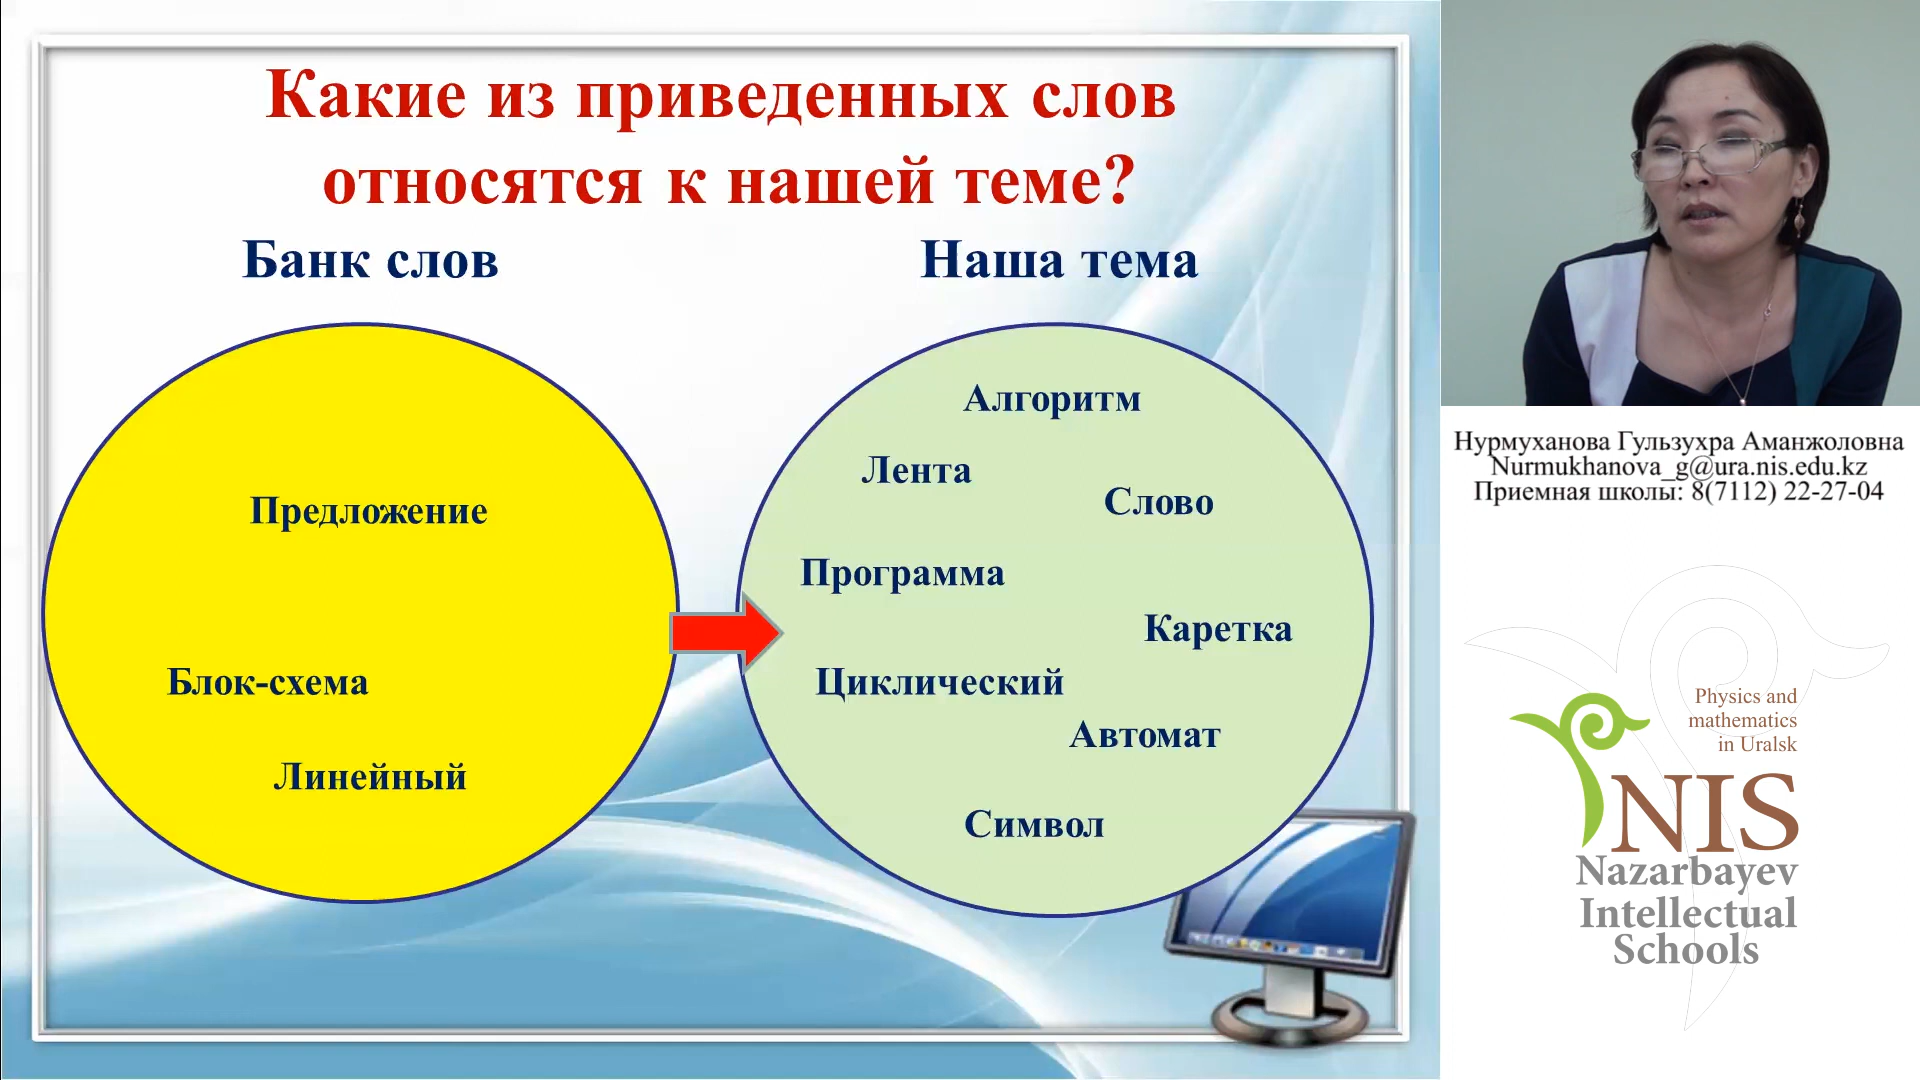 Какие из приведенных слов
относятся к нашей теме?
Банк слов
Наша тема
Предложение
Блок-схема
Линейный
Алгоритм
Лента
Слово
Программа
Каретка
Циклический
Автомат
Символ
Нурмуханова Гульзухра Аманжоловна
Nurmukhanova_g@ura.nis.edu.kz
Приемная школы: 8(7112) 22-27-04
Physics and
mathematics
in Uralsk
NIS
Nazarbayev
Intellectual
Schools